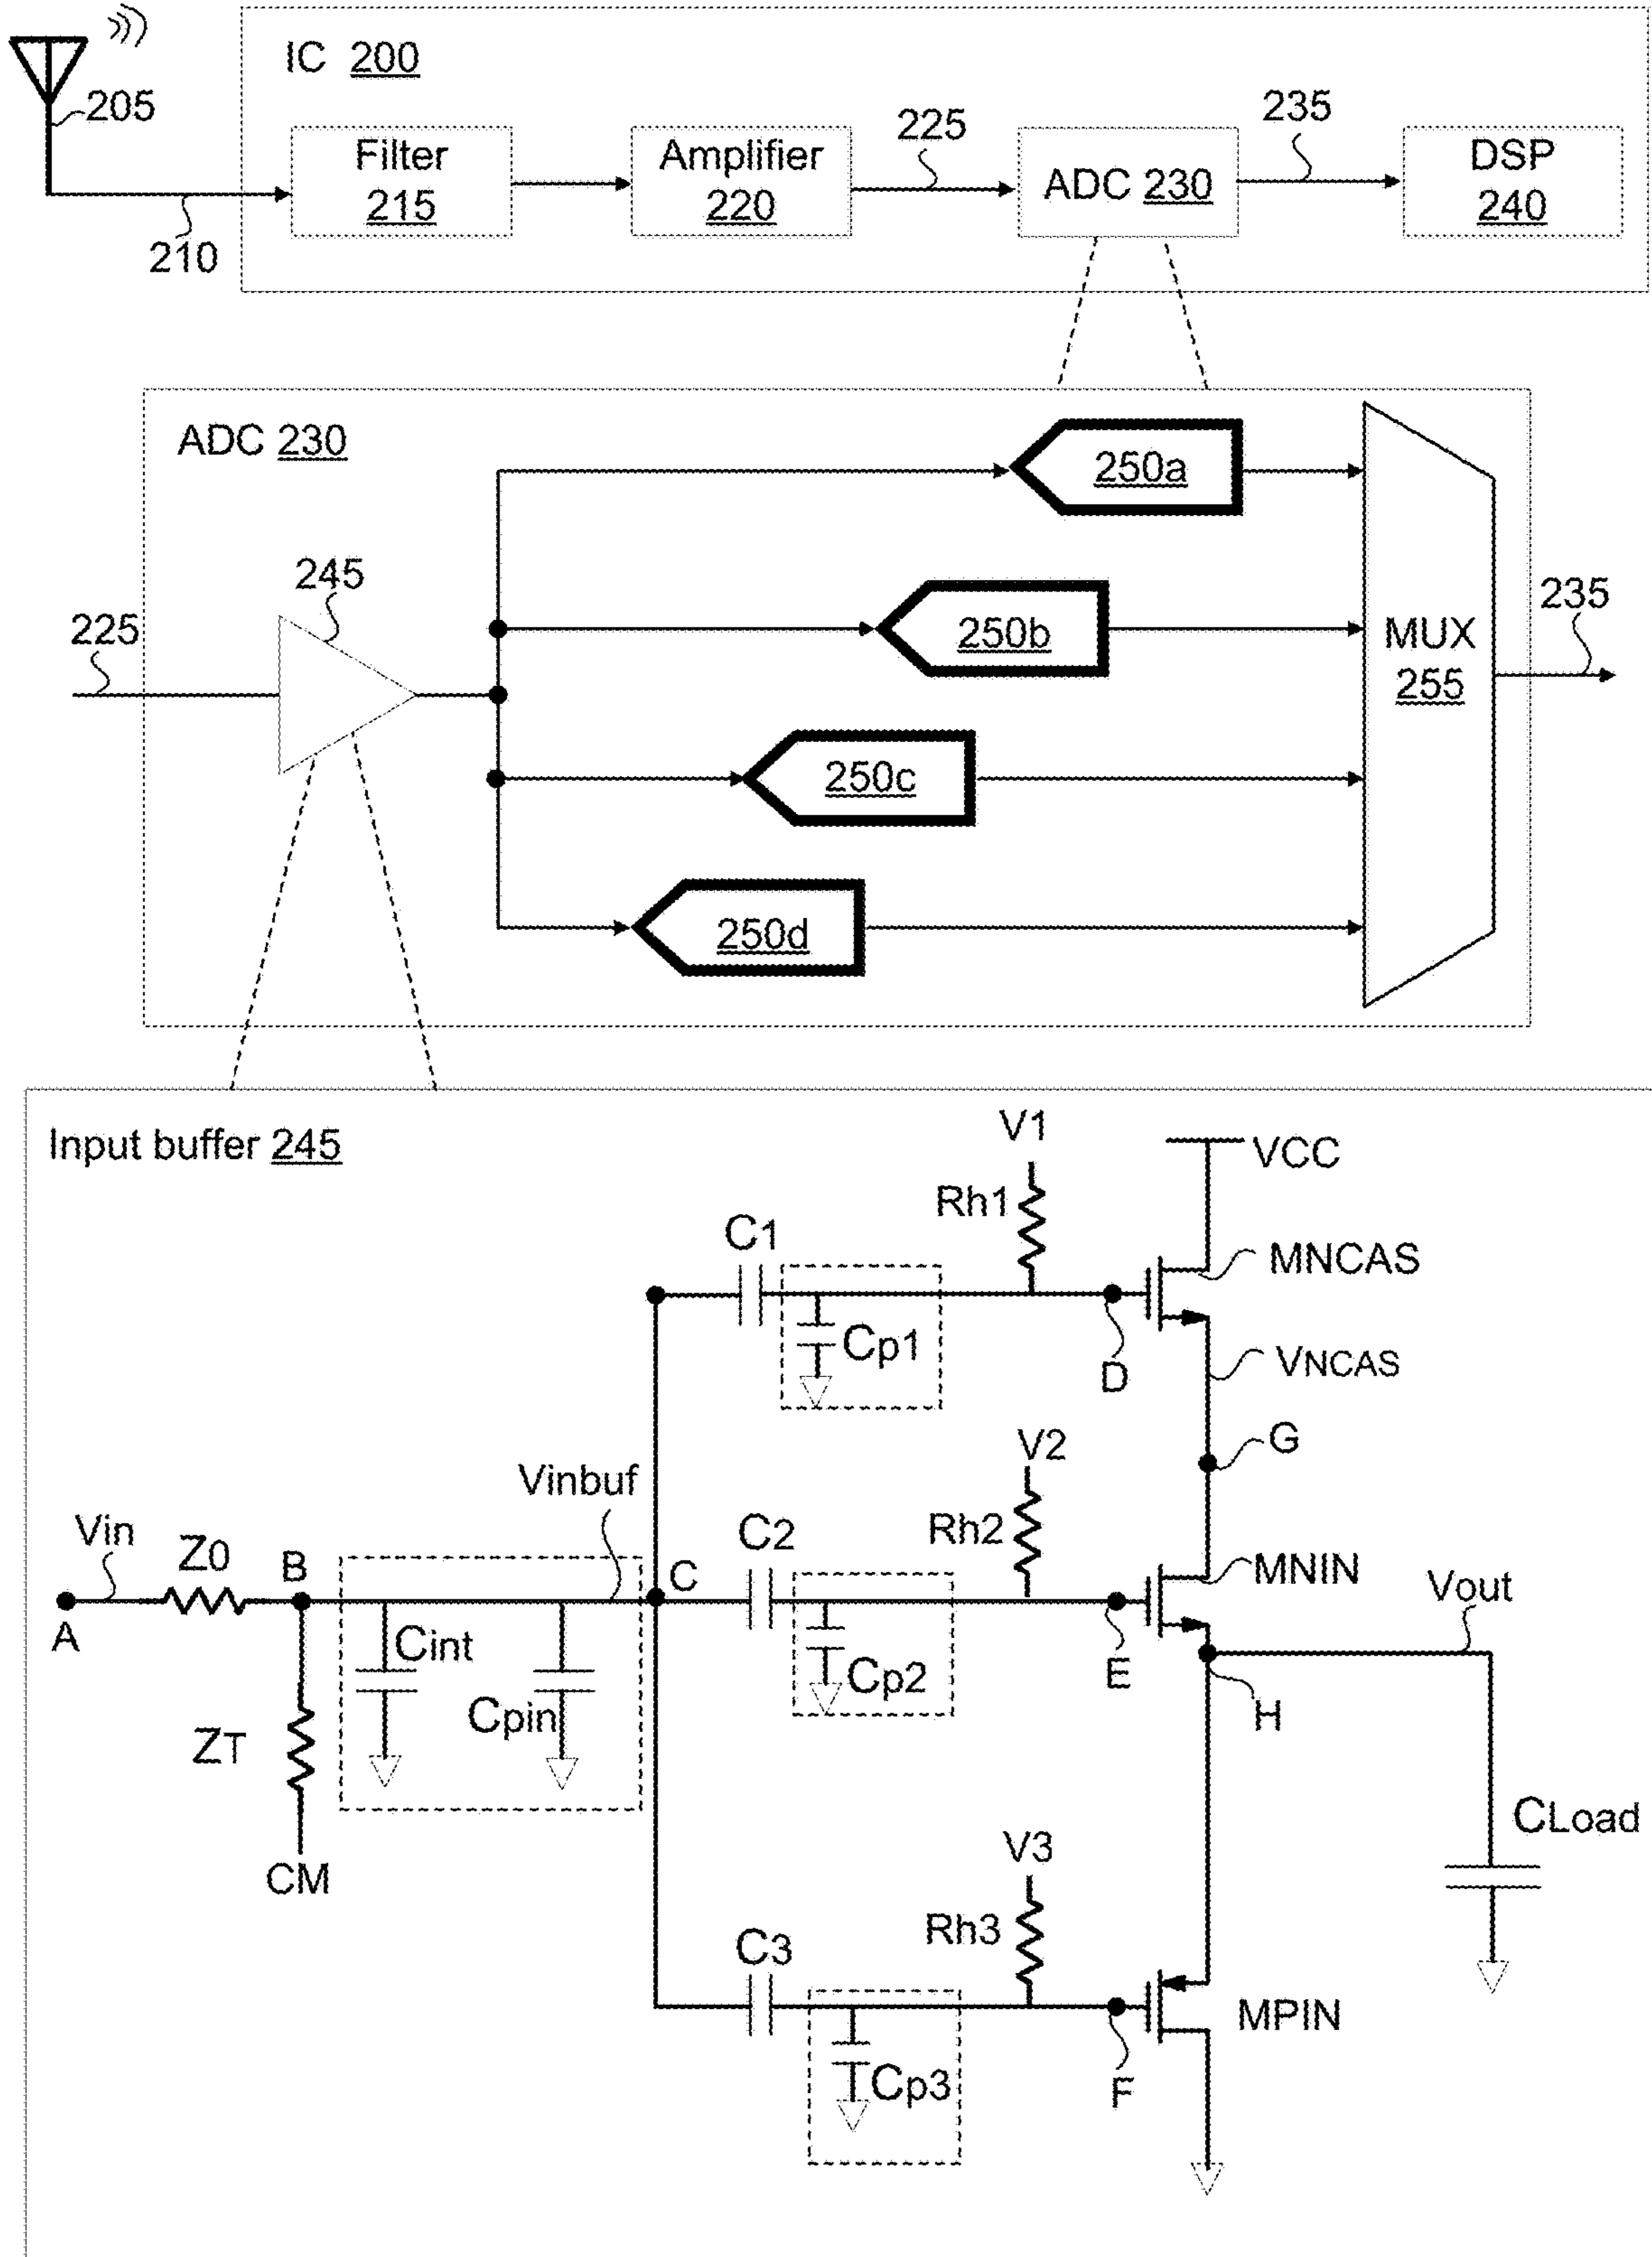 IC 200
205
210
Filter
215
Amplifier
220
225
ADC 230
235
DSP
240
ADC 230
225
245
250a
250b
250c
250d
MUX
255
235
Input buffer 245
V1
Rh1
VCC
C1
MNCAS
Cp1
D
VNCAS
G
V2
Rh2
Vinbuf
C2
C
MNIN
Vout
Vin
Z0
B
A
Cint
Cpin
Cp2
E
H
ZT
CM
CLoad
V3
Rh3
C3
MPIN
Cp3
F